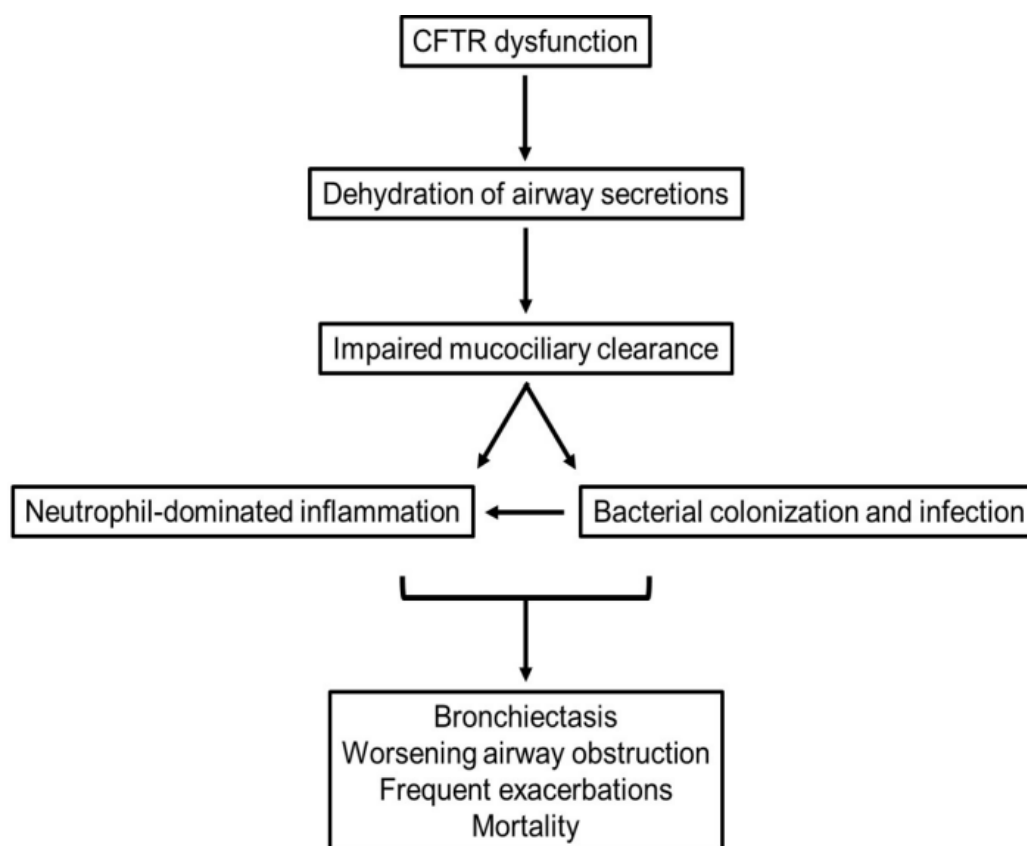 CFTR dysfunction
Dehydration of airway secretions
Impaired mucociliary clearance
Neutrophil-dominated inflammation
Bacterial colonization and infection
Bronchiectasis
Worsening airway obstruction
Frequent exacerbations
Mortality